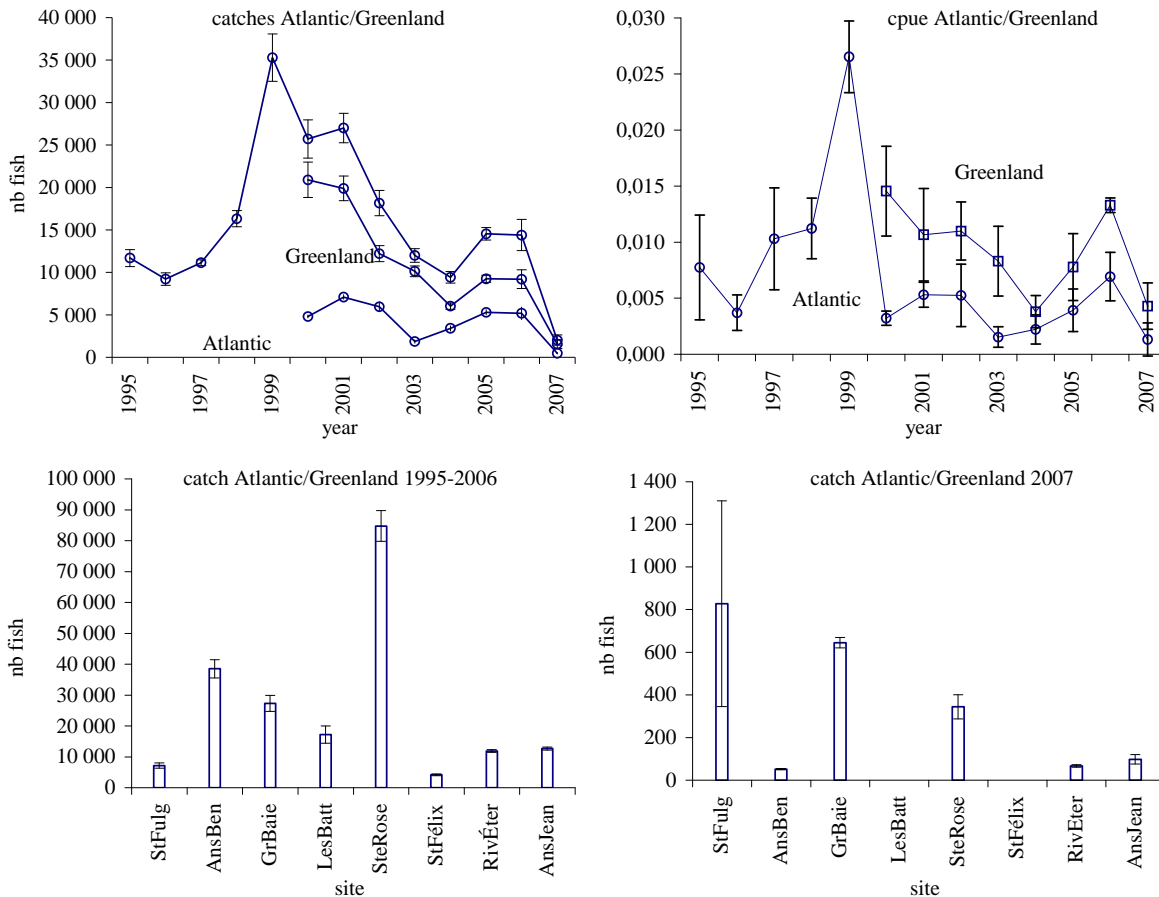 catches Atlantic/Greenland
40 000
35 000
30 000
25 000
20 000
15 000
10 000
5 000
0
nb fish
Greenland
Atlantic
1995
1997
1999
2001
2003
2005
2007
year
cpue Atlantic/Greenland
0,030
0,025
0,020
0,015
0,010
0,005
0,000
Greenland
Atlantic
1995
1997
1999
2001
2003
2005
2007
year
catch Atlantic/Greenland 1995-2006
100 000
90 000
80 000
70 000
60 000
50 000
40 000
30 000
20 000
10 000
0
nb fish
StFulg
AnsBen
GrBaie
LesBatt
SteRose
StFélix
RivÉter
AnsJean
site
catch Atlantic/Greenland 2007
1 400
1 200
1 000
800
600
400
200
0
nb fish
StFulg
AnsBen
GrBaie
LesBatt
SteRose
StFélix
RivEter
AnsJean
site